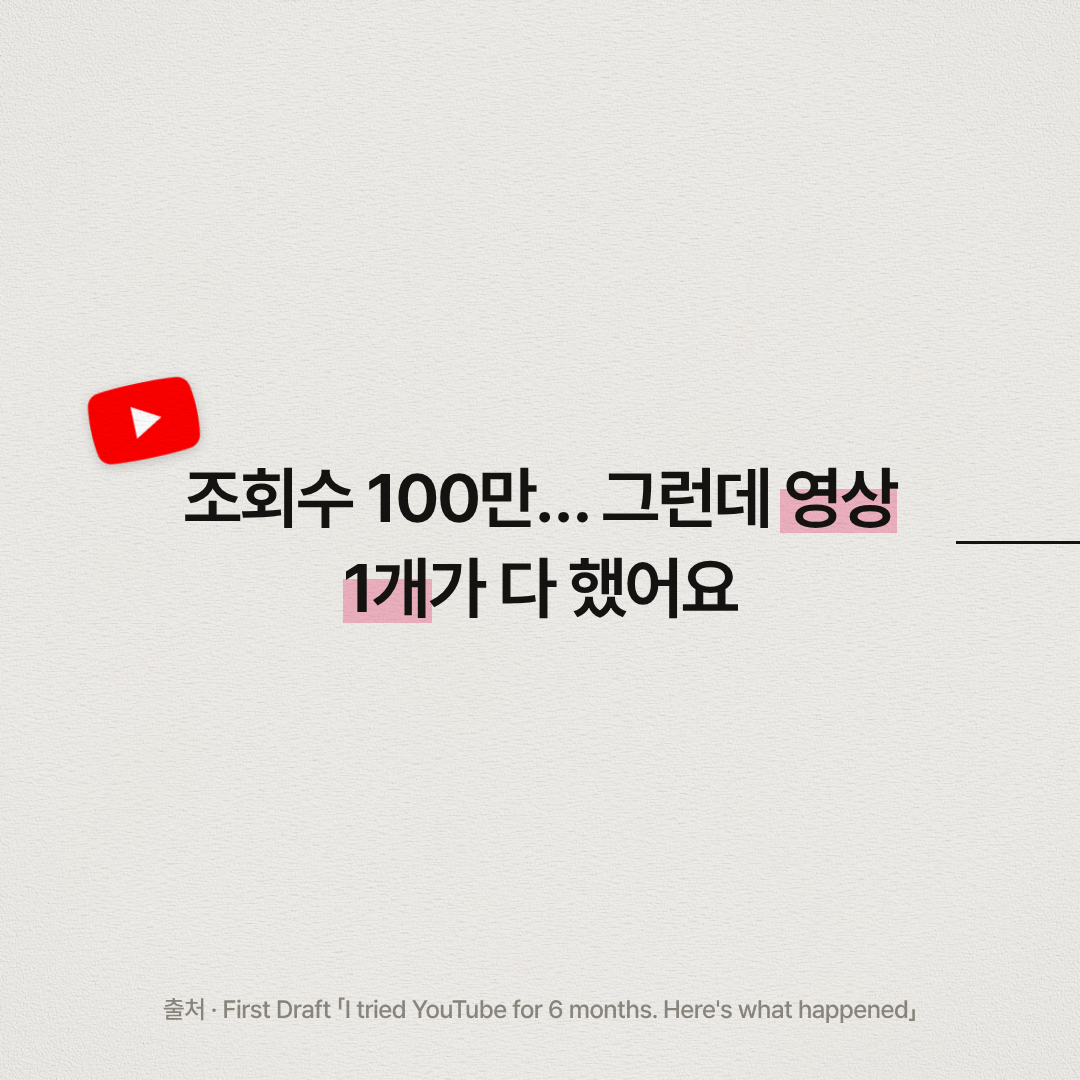 조회수 100만... 그런데 영상
1개가 다 했어요
출처 · First Draft 「I tried YouTube for 6 months. Here's what happened」